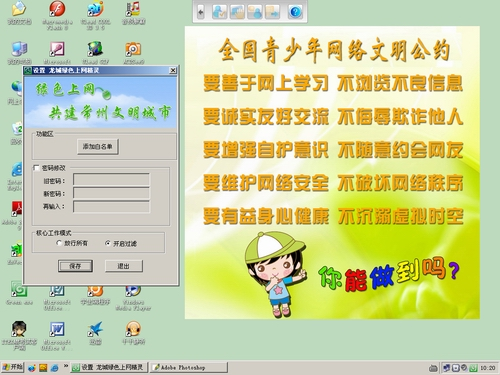 我的文档
Macromedia Flash 8
全国青少年网络文明公约
要善于网上学习 不浏览不良信息
要诚实友好交流 不侮辱欺诈他人
要增强自护意识 不随意约会网友
要维护网络安全 不破坏网络秩序
要有益身心健康 不沉溺虚拟时空
你能做到吗?
设置 龙城绿色上网精灵
绿色上网
共建常州文明城市
功能区
添加白名单
密码修改
旧密码:
新密码:
再输入:
核心工作模式
放行所有
开启过滤
保存
退出
Windows Media Player
千千静听
开始
设置 龙城绿色上网精灵
Adobe Photoshop
10:20